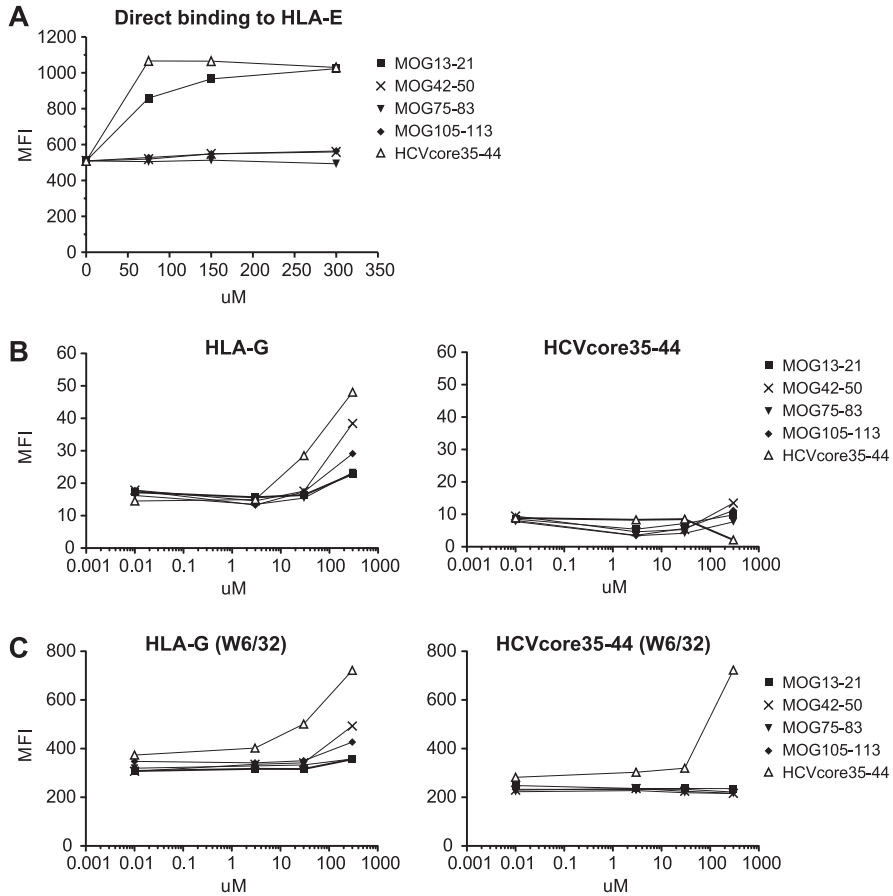 A
Direct binding to HLA-E
1200
1000
800
600
400
200
0
MFI
0 50 100 150 200 250 300 350
uM
MOG13-21
MOG42-50
MOG75-83
MOG105-113
HCVcore35-44
B
HLA-G
60
50
40
30
20
10
0
MFI
0.001 0.01 0.1 1 10 100 1000
uM
HCVcore35-44
60
50
40
30
20
10
0
0.001 0.01 0.1 1 10 100 1000
uM
MOG13-21
MOG42-50
MOG75-83
MOG105-113
HCVcore35-44
C
HLA-G (W6/32)
800
600
400
200
0
MFI
0.001 0.01 0.1 1 10 100 1000
uM
HCVcore35-44 (W6/32)
800
600
400
200
0
0.001 0.01 0.1 1 10 100 1000
uM
MOG13-21
MOG42-50
MOG75-83
MOG105-113
HCVcore35-44